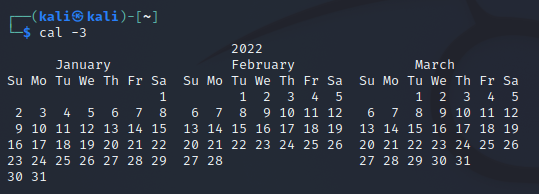 ┌──(kali㉿kali)-[~]
└─$ cal -3
                            2022
      January               February               March
Su Mo Tu We Th Fr Sa  Su Mo Tu We Th Fr Sa  Su Mo Tu We Th Fr Sa
                   1         1  2  3  4  5         1  2  3  4  5
 2  3  4  5  6  7  8   6  7  8  9 10 11 12   6  7  8  9 10 11 12
 9 10 11 12 13 14 15  13 14 15 16 17 18 19  13 14 15 16 17 18 19
16 17 18 19 20 21 22  20 21 22 23 24 25 26  20 21 22 23 24 25 26
23 24 25 26 27 28 29  27 28                 27 28 29 30 31
30 31